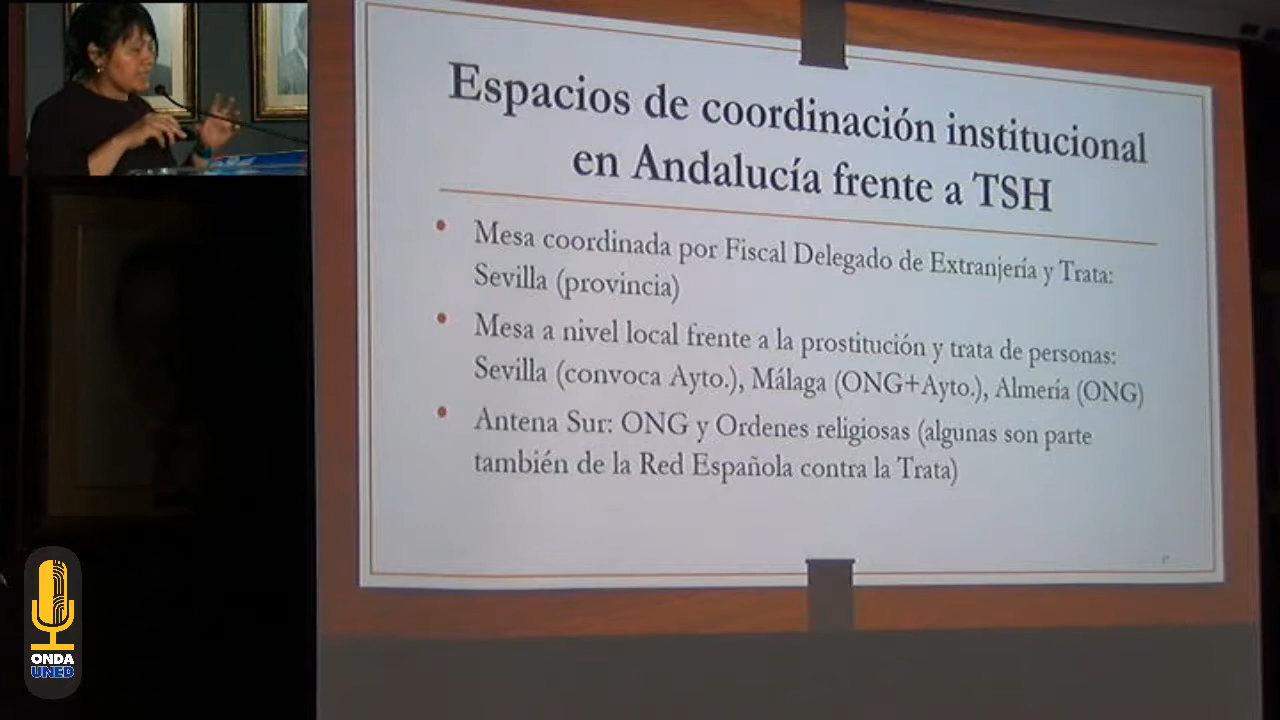 Espacios de coordinación institucional
en Andalucía frente a TSH
• Mesa coordinada por Fiscal Delegado de Extranjería y Trata:
Sevilla (provincia)
• Mesa a nivel local frente a la prostitución y trata de personas:
Sevilla (convoca Ayto.), Málaga (ONG+Ayto.), Almería (ONG)
• Antena Sur: ONG y Ordenes religiosas (algunas son parte
también de la Red Española contra la Trata)
ONDA
UNED